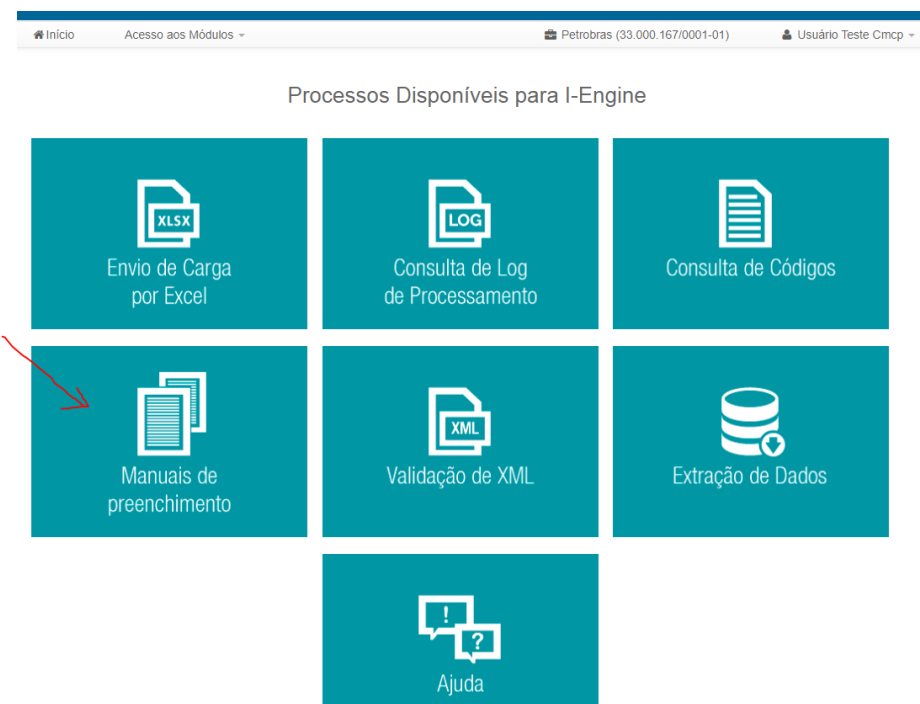 Início Acesso aos Módulos Petrobras (33.000.167/0001-01) Usuário Teste Cmcp
Processos Disponíveis para I-Engine
XLSX
Envio de Carga
por Excel
LOG
Consulta de Log
de Processamento
Consulta de Códigos
Manuais de
preenchimento
XML
Validação de XML
Extração de Dados
!
?
Ajuda